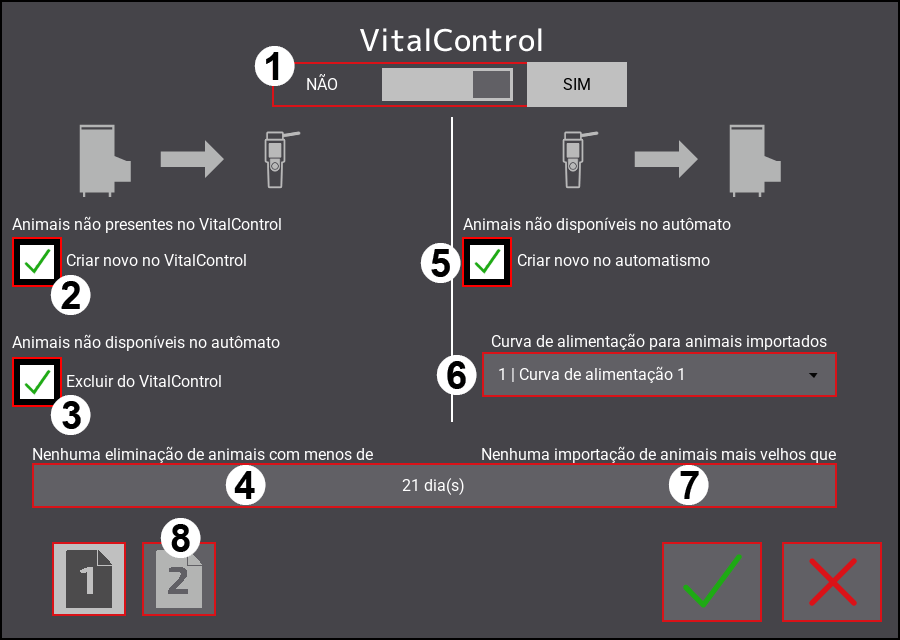 VitalControl
1
NÃO
SIM
Animais não presentes no VitalControl
Criar novo no VitalControl
2
Animais não disponíveis no autômato
Excluir do VitalControl
3
Animais não disponíveis no autômato
5
Criar novo no automatismo
Curva de alimentação para animais importados
6
1 | Curva de alimentação 1
Nenhuma eliminação de animais com menos de
Nenhuma importação de animais mais velhos que
4
21 dia(s)
7
8
1
2